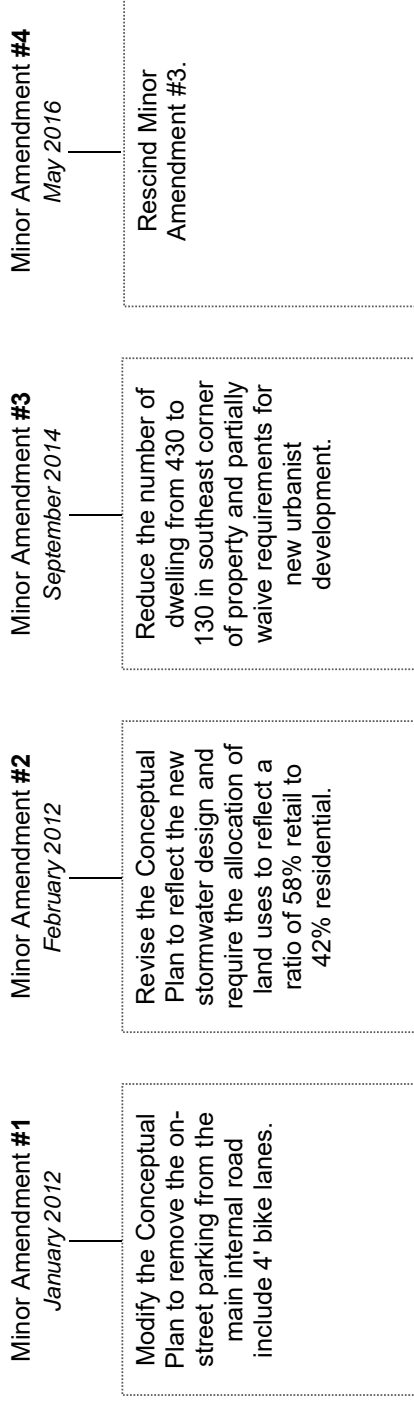 Minor Amendment #1
January 2012
Modify the Conceptual
Plan to remove the on-
street parking from the
main internal road
include 4' bike lanes.
Minor Amendment #2
February 2012
Revise the Conceptual
Plan to reflect the new
stormwater design and
require the allocation of
land uses to reflect a
ratio of 58% retail to
42% residential.
Minor Amendment #3
September 2014
Reduce the number of
dwelling from 430 to
130 in southeast corner
of property and partially
waive requirements for
new urbanist
development.
Minor Amendment #4
May 2016
Rescind Minor
Amendment #3.